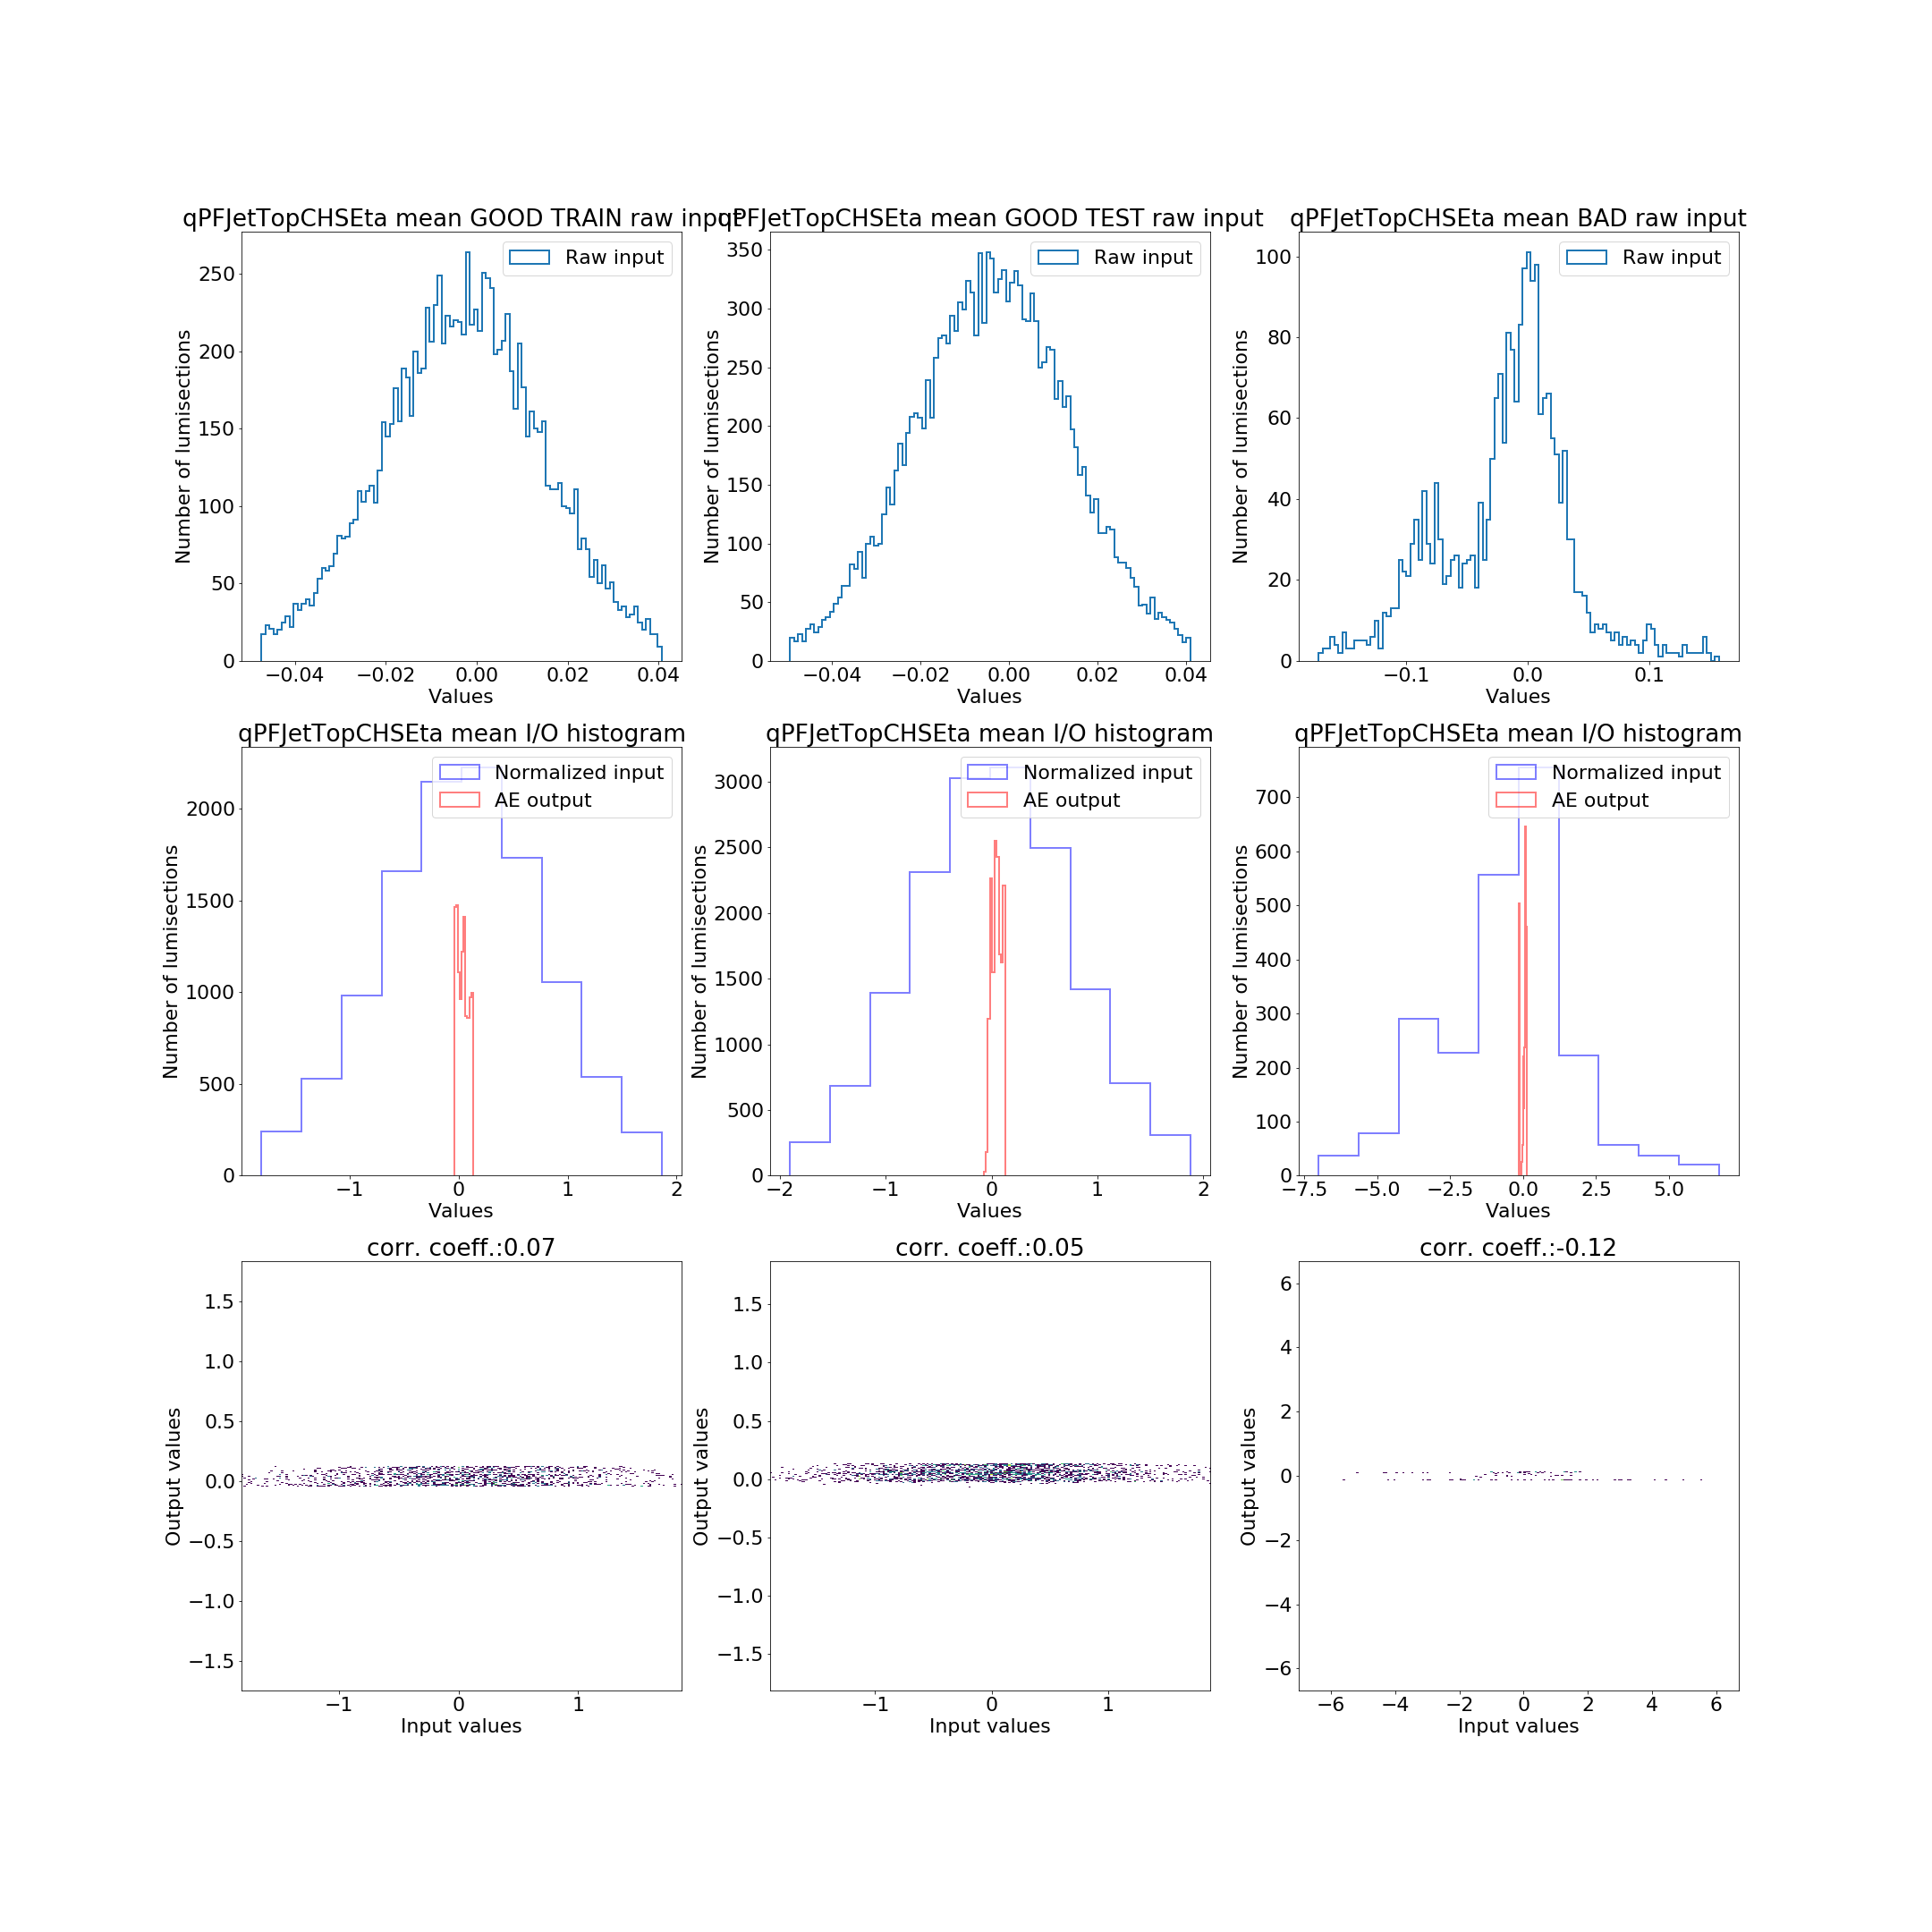 qPFJetTopCHSEta mean GOOD TRAIN raw input
qPFJetTopCHSEta mean GOOD TEST raw input
qPFJetTopCHSEta mean BAD raw input
Raw input
Raw input
Raw input
Number of lumisections
250
200
150
100
50
0
−0.04 −0.02 0.00 0.02 0.04
Values
Number of lumisections
350
300
250
200
150
100
50
0
−0.04 −0.02 0.00 0.02 0.04
Values
Number of lumisections
100
80
60
40
20
0
−0.1 0.0 0.1
Values
qPFJetTopCHSEta mean I/O histogram
qPFJetTopCHSEta mean I/O histogram
qPFJetTopCHSEta mean I/O histogram
Normalized input
AE output
Normalized input
AE output
Normalized input
AE output
Number of lumisections
2000
1500
1000
500
0
−1 0 1 2
Values
Number of lumisections
3000
2500
2000
1500
1000
500
0
−2 −1 0 1 2
Values
Number of lumisections
700
600
500
400
300
200
100
0
−7.5 −5.0 −2.5 0.0 2.5 5.0
Values
corr. coeff.:0.07
corr. coeff.:0.05
corr. coeff.:-0.12
Output values
1.5
1.0
0.5
0.0
−0.5
−1.0
−1.5
−1 0 1
Input values
Output values
1.5
1.0
0.5
0.0
−0.5
−1.0
−1.5
−1 0 1
Input values
Output values
6
4
2
0
−2
−4
−6
−6 −4 −2 0 2 4 6
Input values